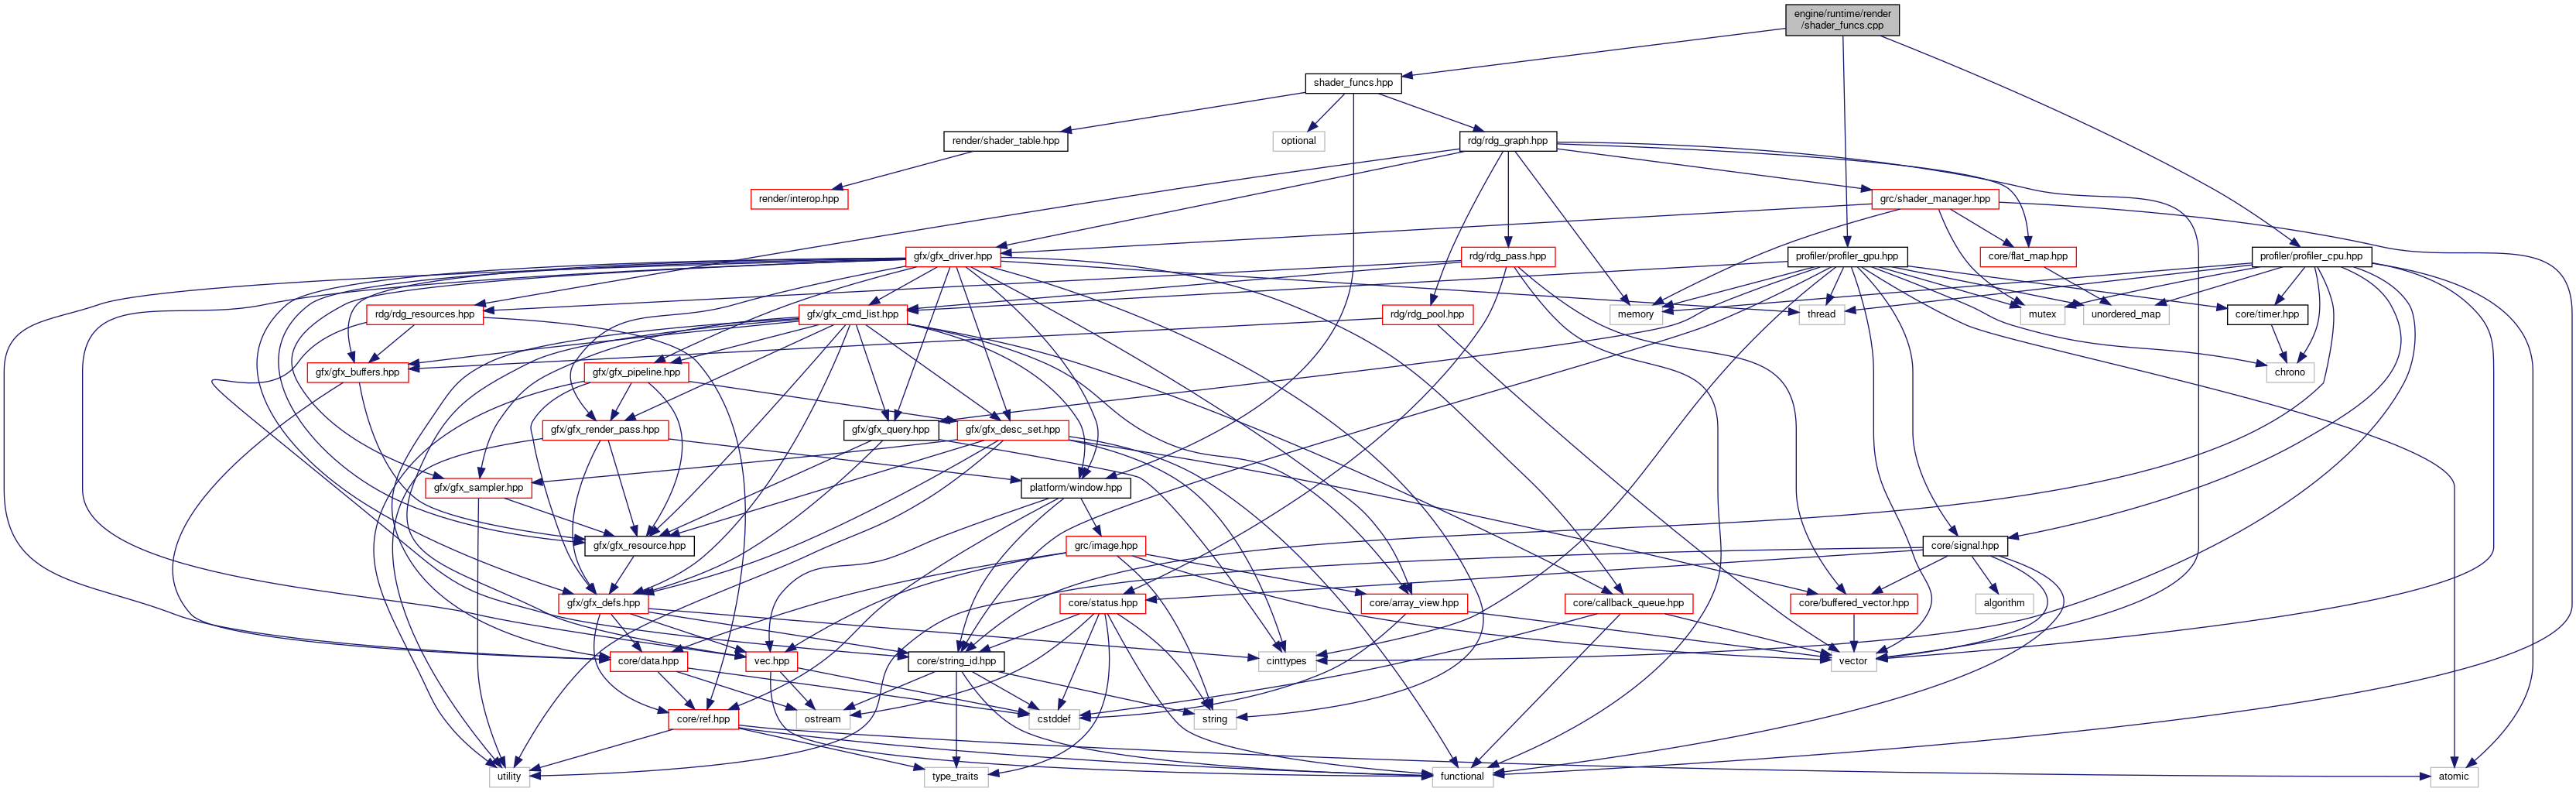 engine/runtime/render
/shader_funcs.cpp
shader_funcs.hpp
render/shader_table.hpp
optional
rdg/rdg_graph.hpp
render/interop.hpp
grc/shader_manager.hpp
gfx/gfx_driver.hpp
rdg/rdg_pass.hpp
profiler/profiler_gpu.hpp
core/flat_map.hpp
profiler/profiler_cpu.hpp
rdg/rdg_resources.hpp
gfx/gfx_cmd_list.hpp
rdg/rdg_pool.hpp
memory
thread
mutex
unordered_map
core/timer.hpp
gfx/gfx_buffers.hpp
gfx/gfx_pipeline.hpp
chrono
gfx/gfx_render_pass.hpp
gfx/gfx_query.hpp
gfx/gfx_desc_set.hpp
gfx/gfx_sampler.hpp
platform/window.hpp
gfx/gfx_resource.hpp
grc/image.hpp
core/signal.hpp
gfx/gfx_defs.hpp
core/status.hpp
core/array_view.hpp
core/callback_queue.hpp
core/buffered_vector.hpp
algorithm
core/data.hpp
vec.hpp
core/string_id.hpp
cinttypes
vector
core/ref.hpp
ostream
cstddef
string
utility
type_traits
functional
atomic